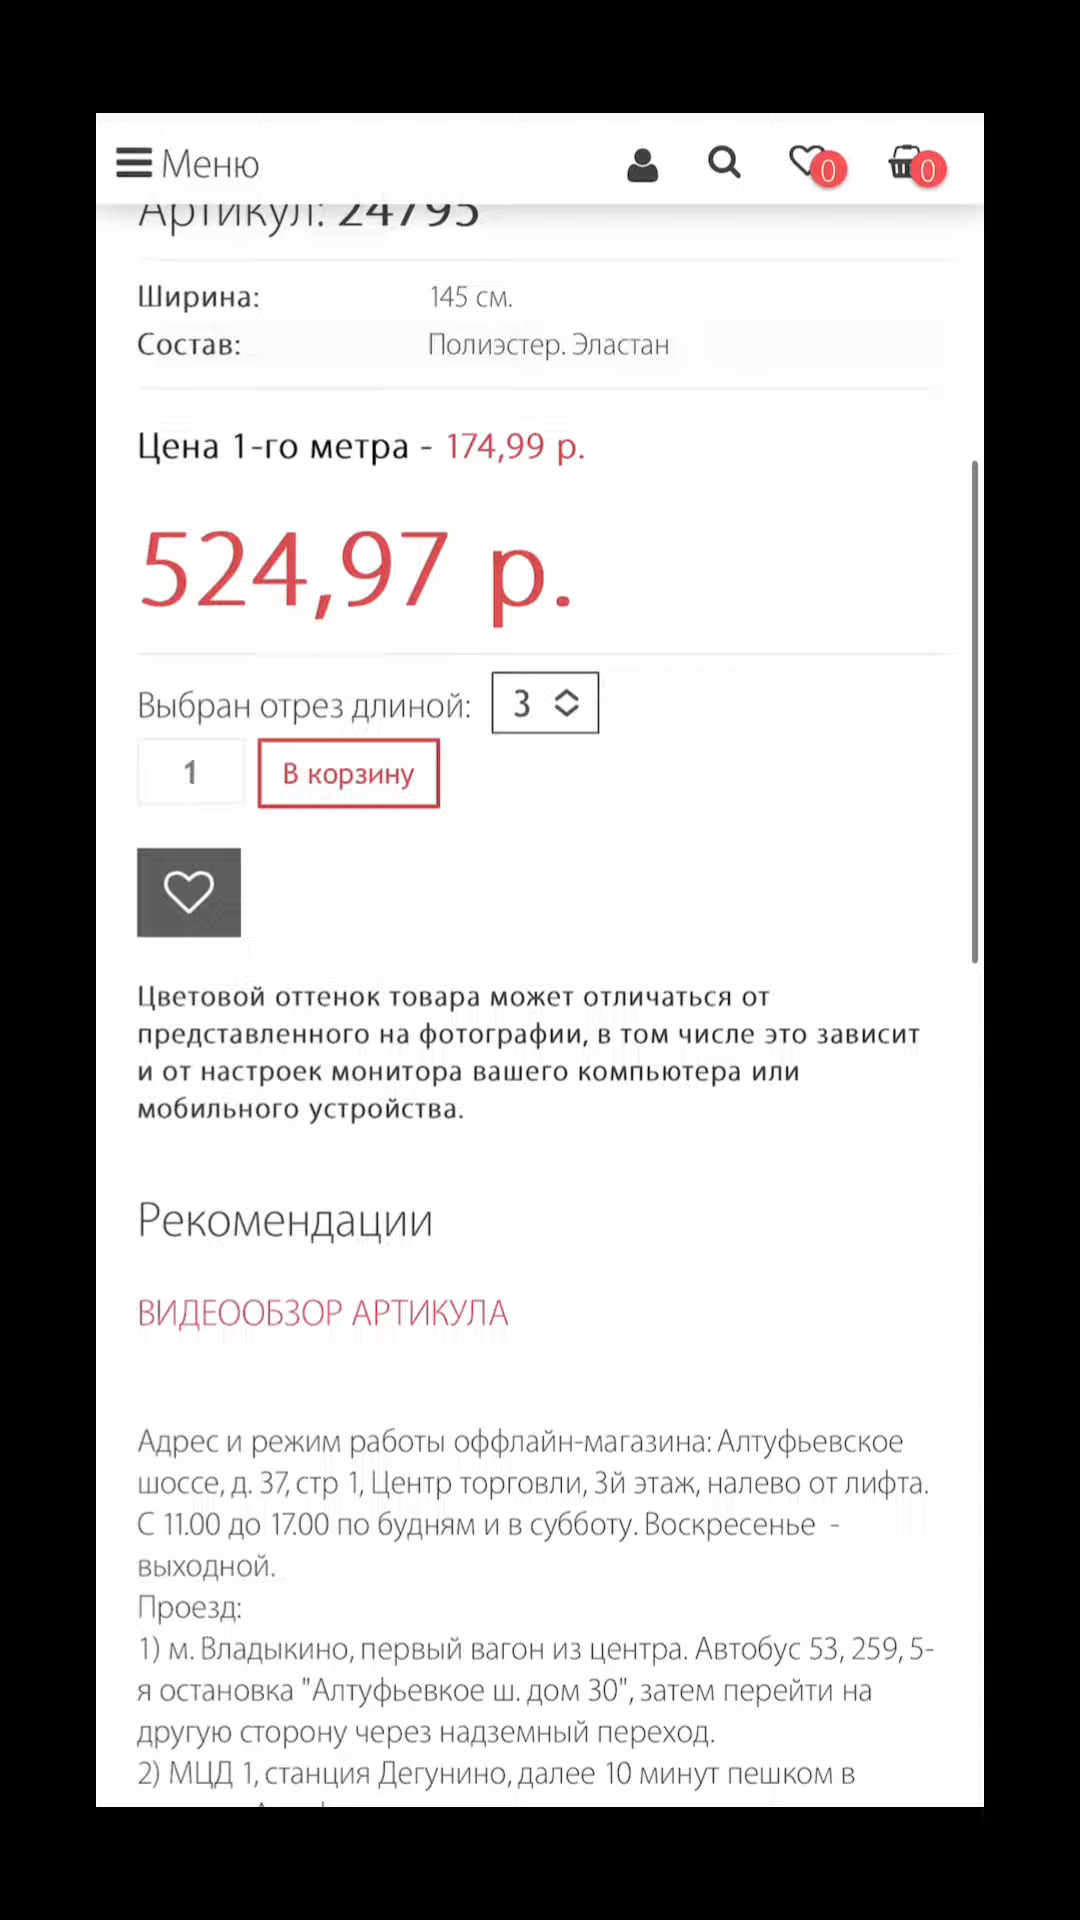 Меню
0
0
Артикул: 24795
Ширина: 145 см.
Состав: Полиэстер. Эластан
Цена 1-го метра - 174,99 р.
524,97 р.
Выбран отрез длиной: 3
1 В корзину
Цветовой оттенок товара может отличаться от
представленного на фотографии, в том числе это зависит
и от настроек монитора вашего компьютера или
мобильного устройства.
Рекомендации
ВИДЕООБЗОР АРТИКУЛА
Адрес и режим работы оффлайн-магазина: Алтуфьевское
шоссе, д. 37, стр 1, Центр торговли, 3й этаж, налево от лифта.
С 11.00 до 17.00 по будням и в субботу. Воскресенье -
выходной.
Проезд:
1) м. Владыкино, первый вагон из центра. Автобус 53, 259, 5-
я остановка "Алтуфьевкое ш. дом 30", затем перейти на
другую сторону через надземный переход.
2) МЦД 1, станция Дегунино, далее 10 минут пешком в